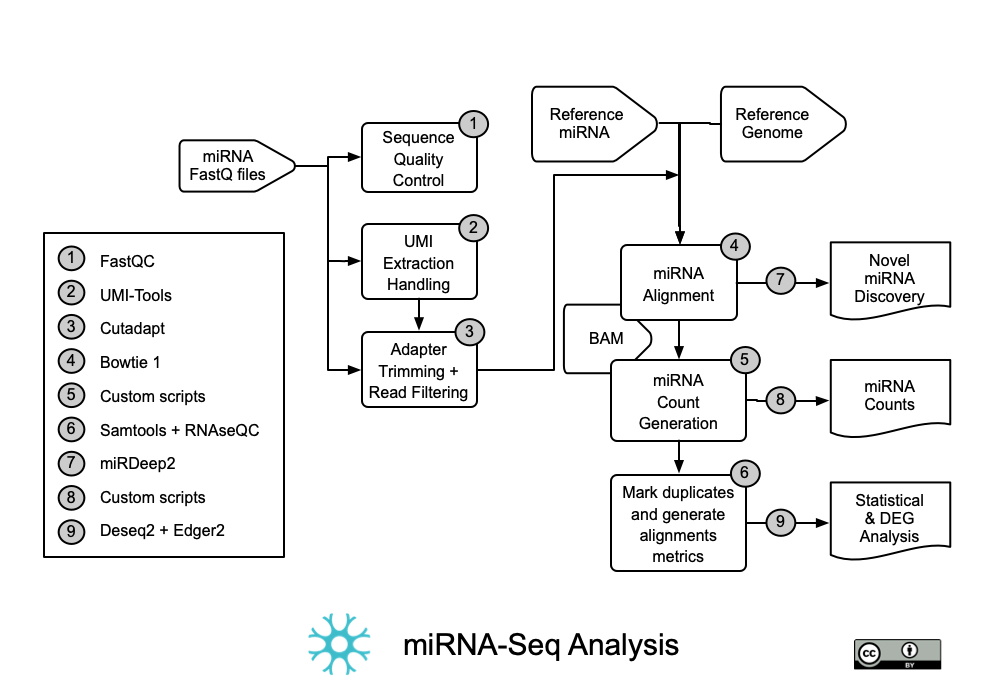 Reference
miRNA
Reference
Genome
1
Sequence
Quality
Control
miRNA
FastQ files
2
UMI
Extraction
Handling
3
Adapter
Trimming +
Read Filtering
4
miRNA
Alignment
7
Novel
miRNA
Discovery
BAM
5
miRNA
Count
Generation
8
miRNA
Counts
6
Mark duplicates
and generate
alignments
metrics
9
Statistical
& DEG
Analysis
1 FastQC
2 UMI-Tools
3 Cutadapt
4 Bowtie 1
5 Custom scripts
6 Samtools + RNAseQC
7 miRDeep2
8 Custom scripts
9 Deseq2 + Edger2
miRNA-Seq Analysis
cc
BY